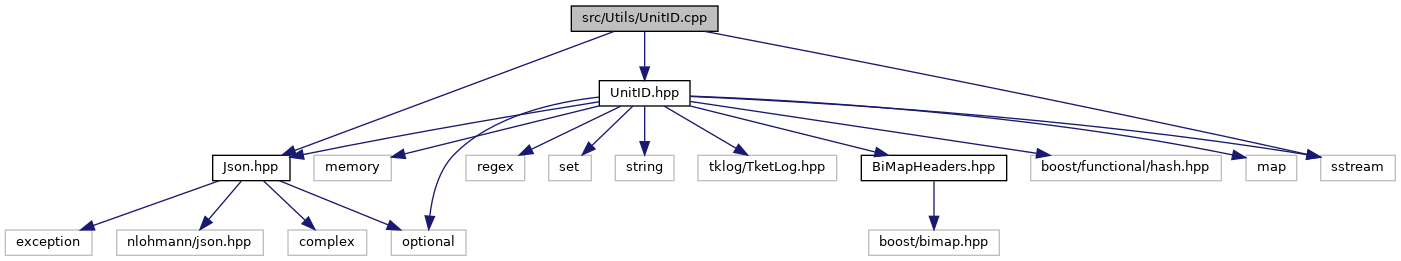 src/Utils/UnitID.cpp
UnitID.hpp
Json.hpp
memory
regex
set
string
tklog/TketLog.hpp
BiMapHeaders.hpp
boost/functional/hash.hpp
map
sstream
exception
nlohmann/json.hpp
complex
optional
boost/bimap.hpp